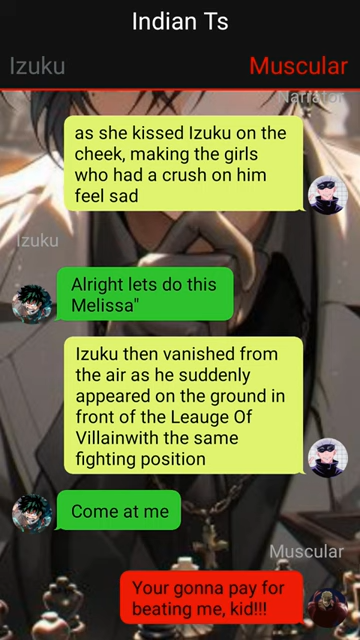 Indian Ts
Izuku
Muscular
Narrator
as she kissed Izuku on the
cheek, making the girls
who had a crush on him
feel sad
Izuku
Alright lets do this
Melissa"
Izuku then vanished from
the air as he suddenly
appeared on the ground in
front of the Leauge Of
Villainwith the same
fighting position
Come at me
Muscular
Your gonna pay for
beating me, kid!!!